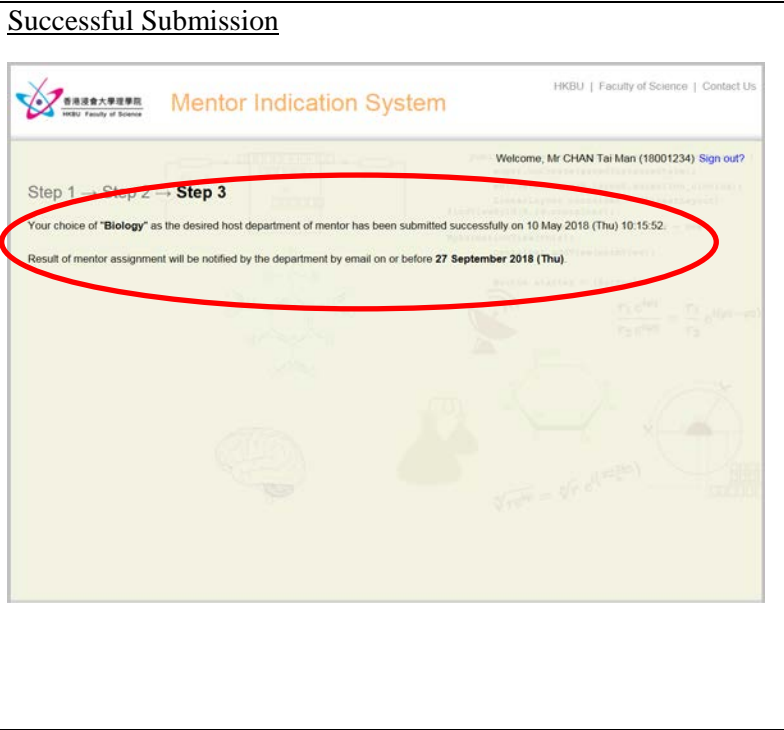 Successful Submission
香港浸會大學理學院
HKBU Faculty of Science
Mentor Indication System
HKBU | Faculty of Science | Contact Us
Welcome, Mr CHAN Tai Man (18001234) Sign out?
Step 1 → Step 2 → Step 3
Your choice of "Biology" as the desired host department of mentor has been submitted successfully on 10 May 2018 (Thu) 10:15:52.
Result of mentor assignment will be notified by the department by email on or before 27 September 2018 (Thu).